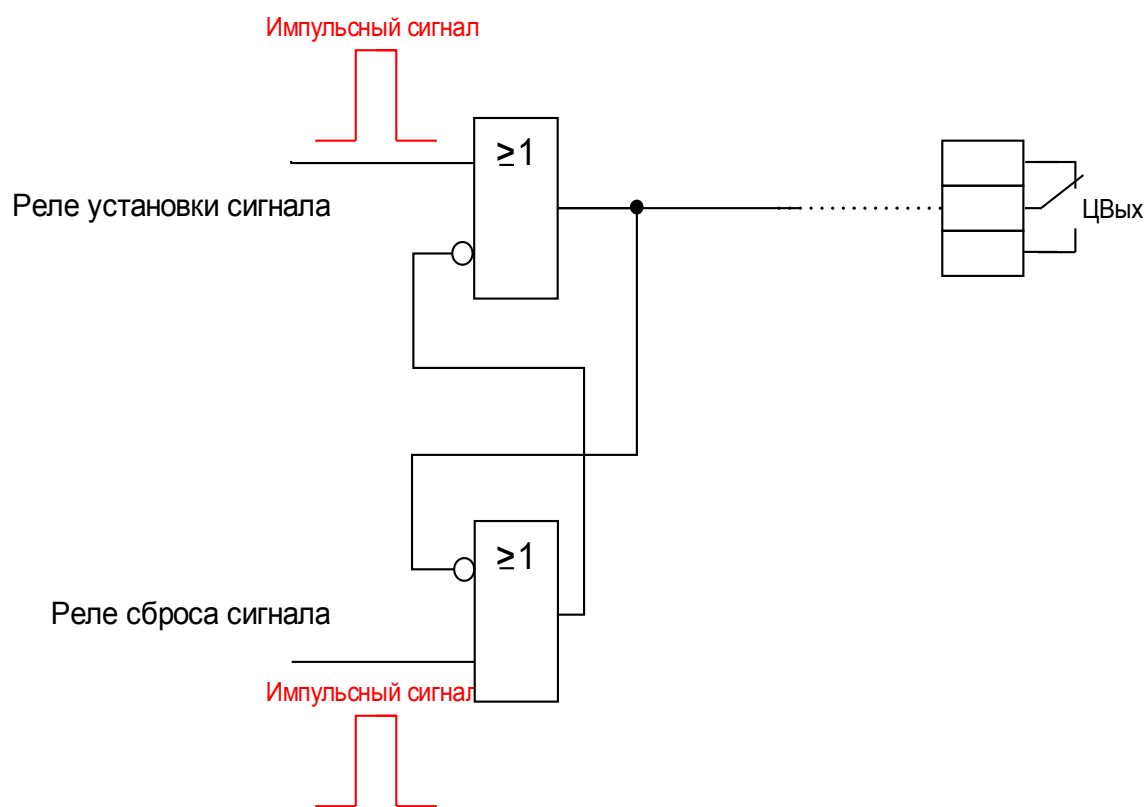 Импульсный сигнал
≥1
Реле установки сигнала
ЦВых
≥1
Реле сброса сигнала
Импульсный сигнал